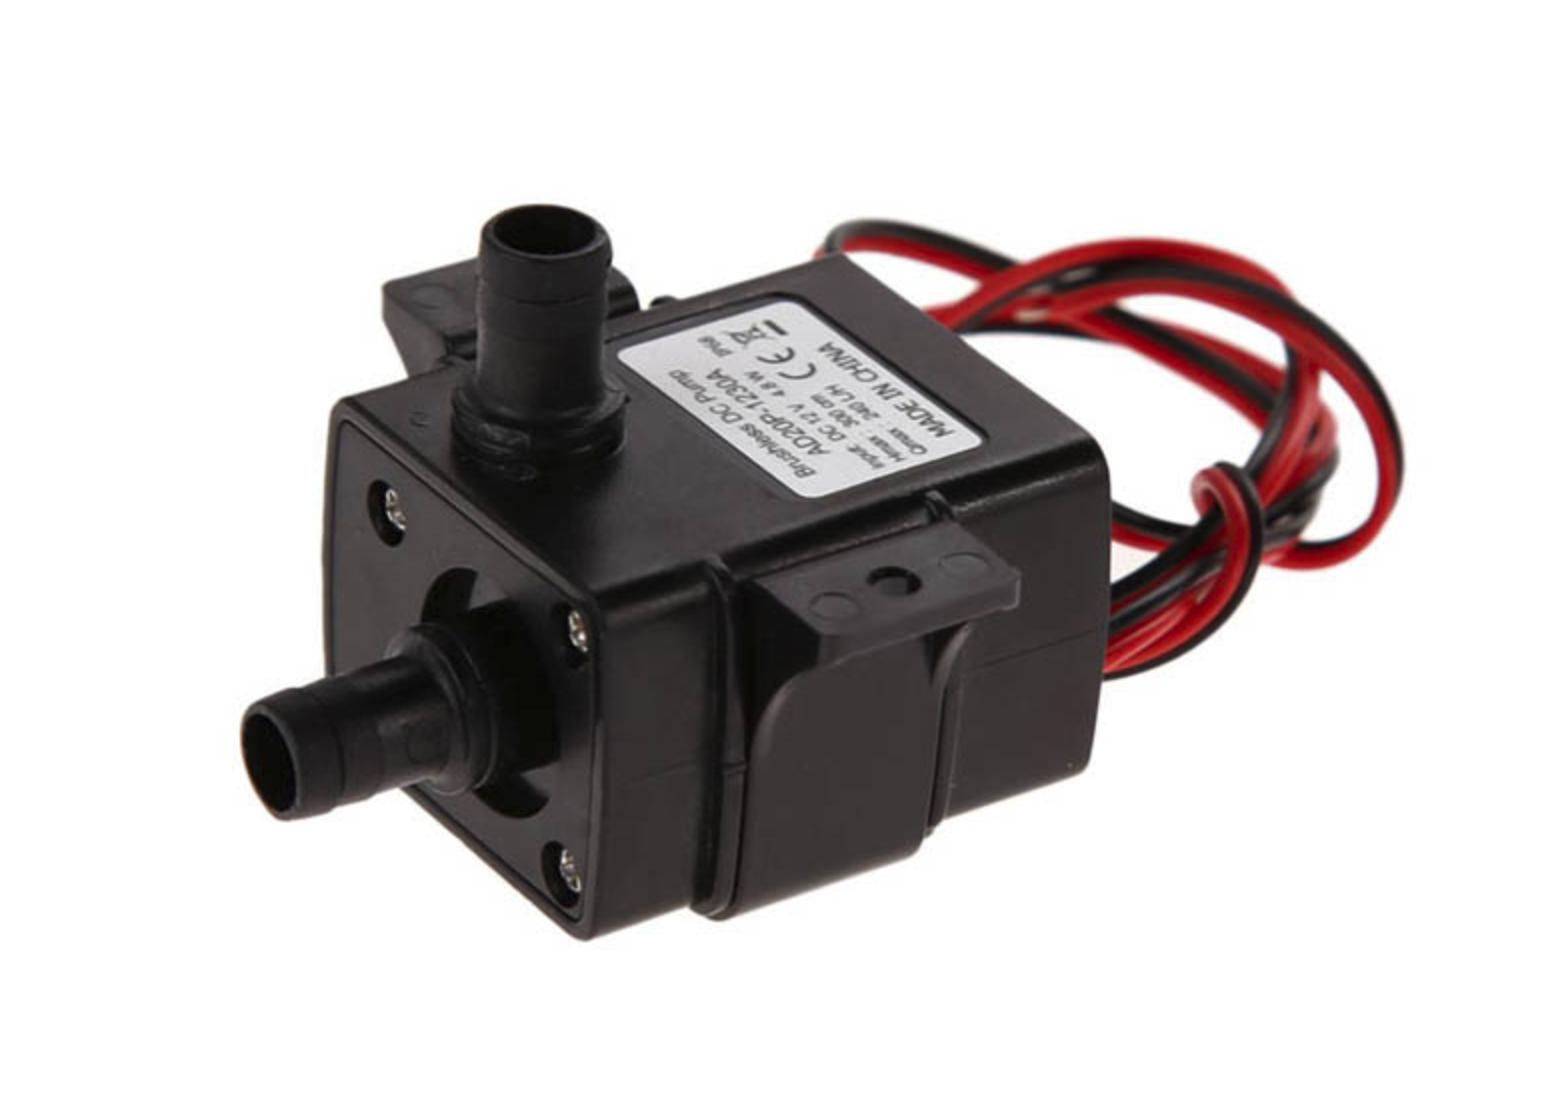 Brushless DC Pump
AD20P-1230A IP68
Input: DC 12 V 4.8 W
Hmax: 300 cm
Qmax: 240 L/H
MADE IN CHINA
CE